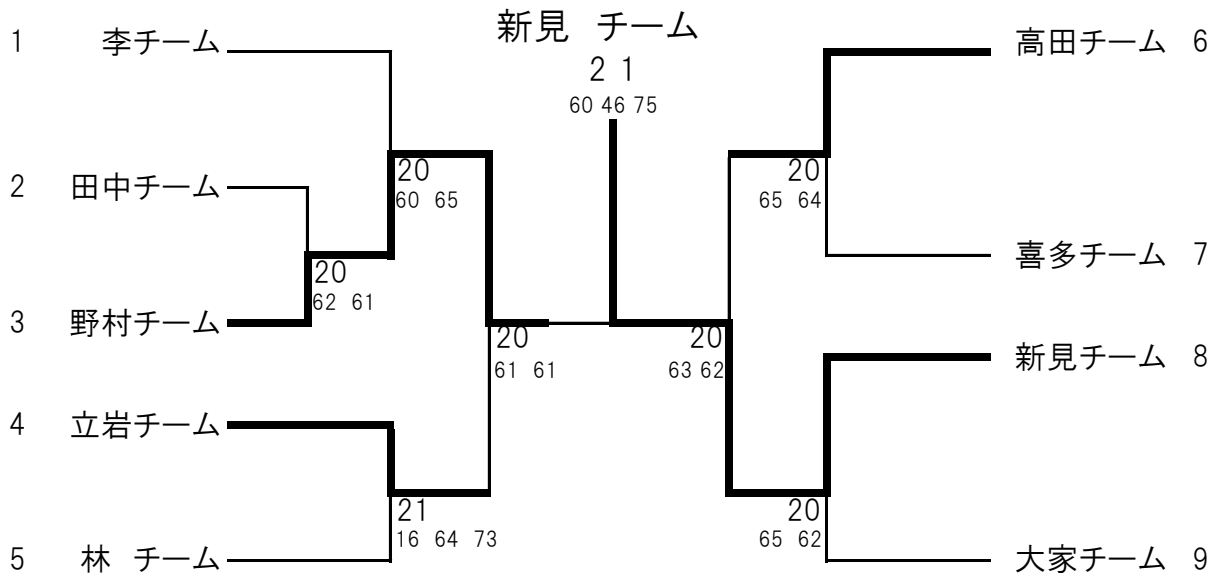 新見 チーム
2 1
60 46 75
1 李チーム
2 田中チーム
3 野村チーム
4 立岩チーム
5 林 チーム
20
60 65
20
62 61
20
61 61
21
16 64 73
高田チーム 6
喜多チーム 7
新見チーム 8
大家チーム 9
20
65 64
20
63 62
20
65 62